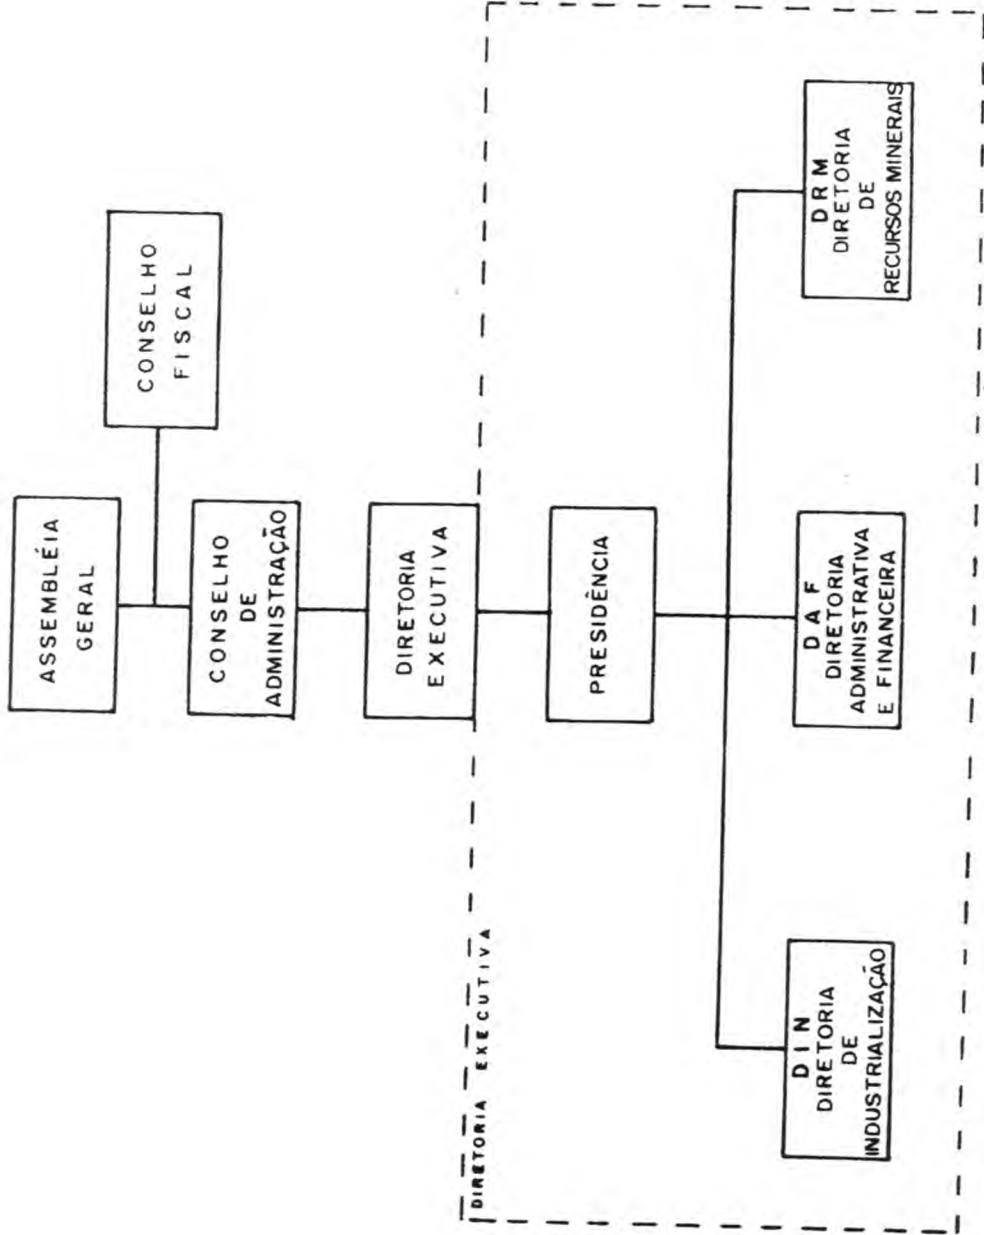 ASSEMBLÉIA
GERAL
CONSELHO
FISCAL
CONSELHO
DE
ADMINISTRAÇÃO
DIRETORIA
EXECUTIVA
DIRETORIA EXECUTIVA
PRESIDÊNCIA
DIN
DIRETORIA
DE
INDUSTRIALIZAÇÃO
DAF
DIRETORIA
ADMINISTRATIVA
E FINANCEIRA
DRM
DIRETORIA
DE
RECURSOS MINERAIS